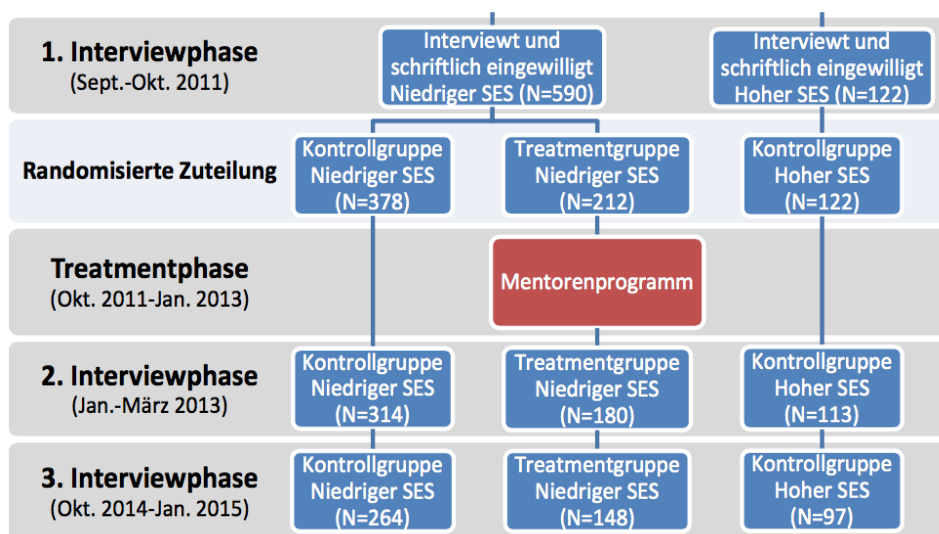 1. Interviewphase
(Sept.-Okt. 2011)
Interviewt und
schriftlich eingewilligt
Niedriger SES (N=590)
Interviewt und
schriftlich eingewilligt
Hoher SES (N=122)
Randomisierte Zuteilung
Kontrollgruppe
Niedriger SES
(N=378)
Treatmentgruppe
Niedriger SES
(N=212)
Kontrollgruppe
Hoher SES
(N=122)
Treatmentphase
(Okt. 2011-Jan. 2013)
Mentorenprogramm
2. Interviewphase
(Jan.-März 2013)
Kontrollgruppe
Niedriger SES
(N=314)
Treatmentgruppe
Niedriger SES
(N=180)
Kontrollgruppe
Hoher SES
(N=113)
3. Interviewphase
(Okt. 2014-Jan. 2015)
Kontrollgruppe
Niedriger SES
(N=264)
Treatmentgruppe
Niedriger SES
(N=148)
Kontrollgruppe
Hoher SES
(N=97)